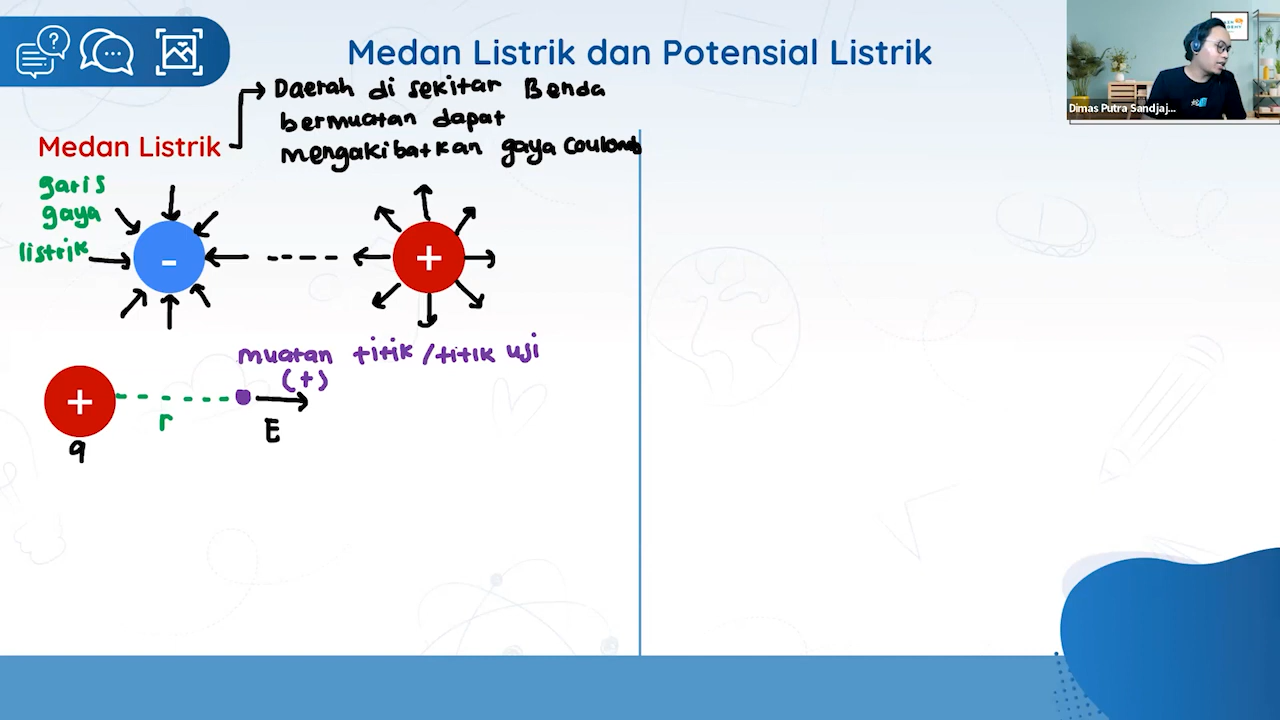 Medan Listrik dan Potensial Listrik
Daerah di sekitar Benda
bermuatan dapat
mengakibatkan gaya Coulomb
Medan Listrik
garis
gaya
listrik
-
+
muatan titik / titik uji
(+)
+
r
E
q
Dimas Putra Sandjaj...